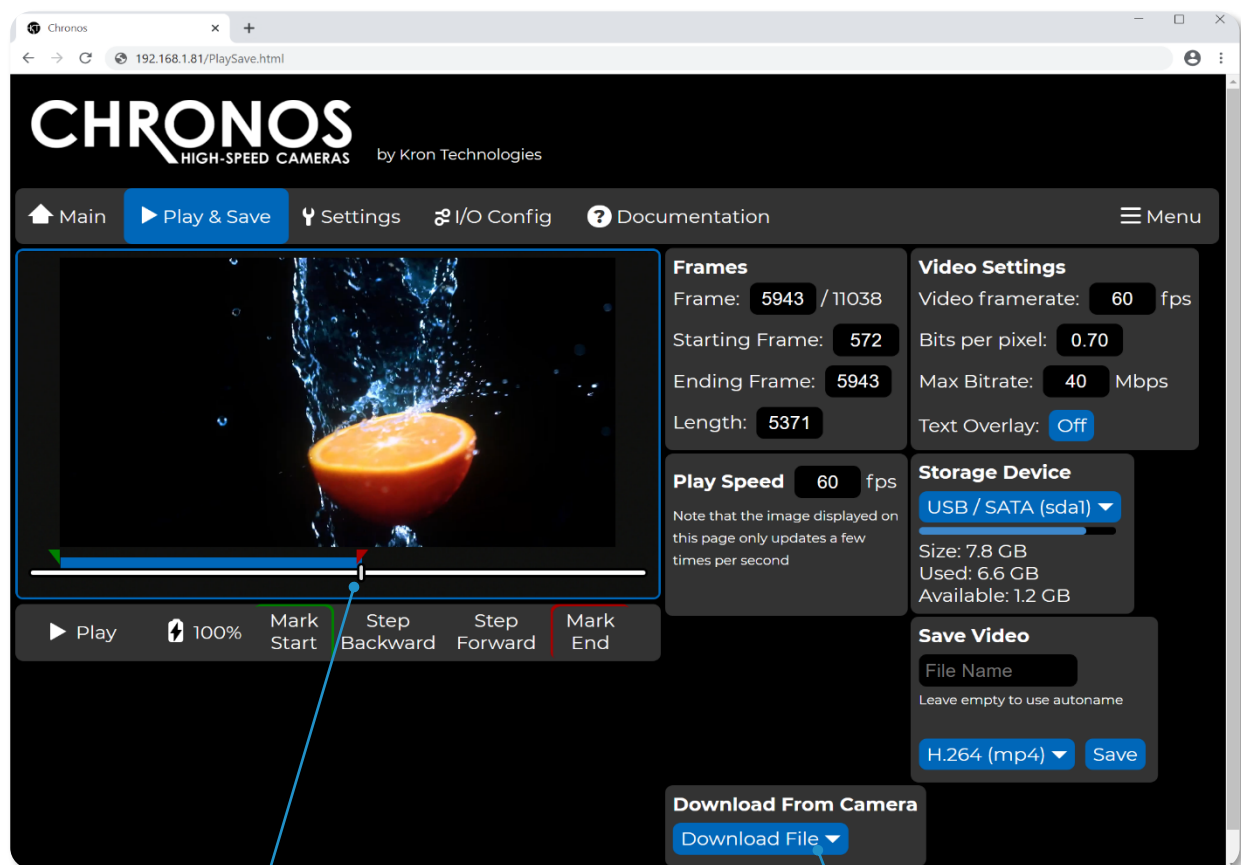 Chronos
192.168.1.81/PlaySave.html
CHRONOS
HIGH-SPEED CAMERAS
by Kron Technologies
Main
Play & Save
Settings
I/O Config
Documentation
Menu
Frames
Frame: 5943 / 11038
Starting Frame: 572
Ending Frame: 5943
Length: 5371
Video Settings
Video framerate: 60 fps
Bits per pixel: 0.70
Max Bitrate: 40 Mbps
Text Overlay: Off
Play Speed 60 fps
Note that the image displayed on
this page only updates a few
times per second
Storage Device
USB / SATA (sda1)
Size: 7.8 GB
Used: 6.6 GB
Available: 1.2 GB
Play
100%
Mark
Start
Step
Backward
Step
Forward
Mark
End
Save Video
File Name
Leave empty to use autoname
H.264 (mp4)
Save
Download From Camera
Download File